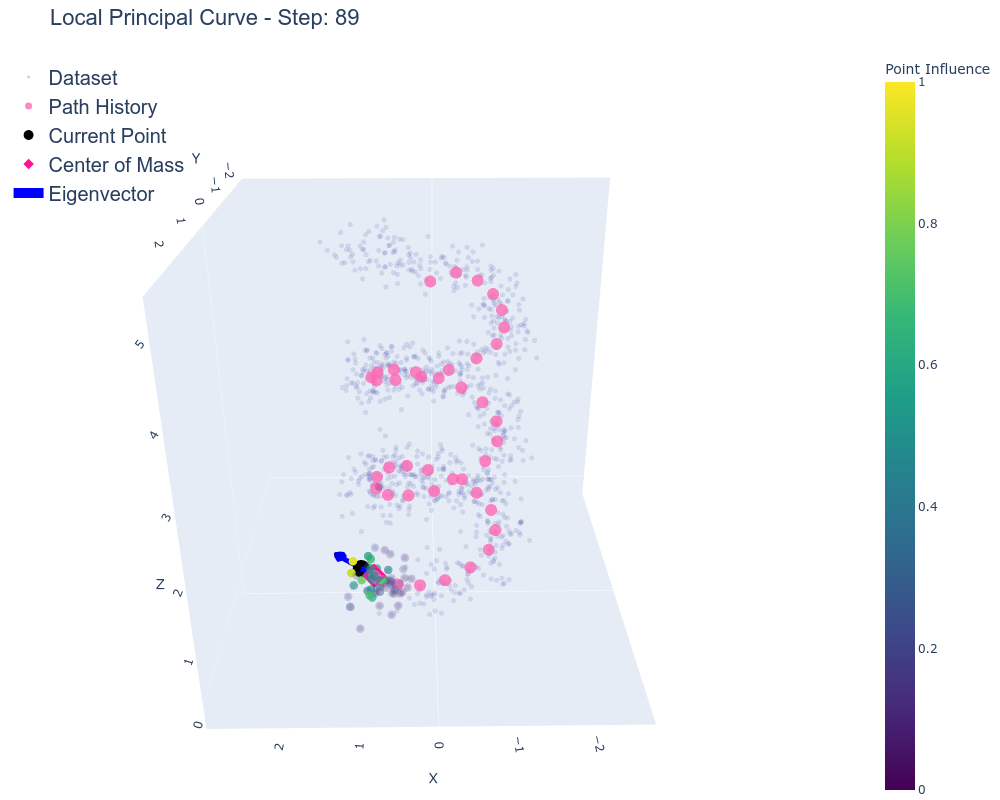 Local Principal Curve - Step: 89
Dataset
Path History
Current Point
Center of Mass
Eigenvector
Point Influence
1
0.8
0.6
0.4
0.2
0
Y
−2
−1
0
1
2
5
4
3
Z
2
1
0
2
1
0
−1
−2
X